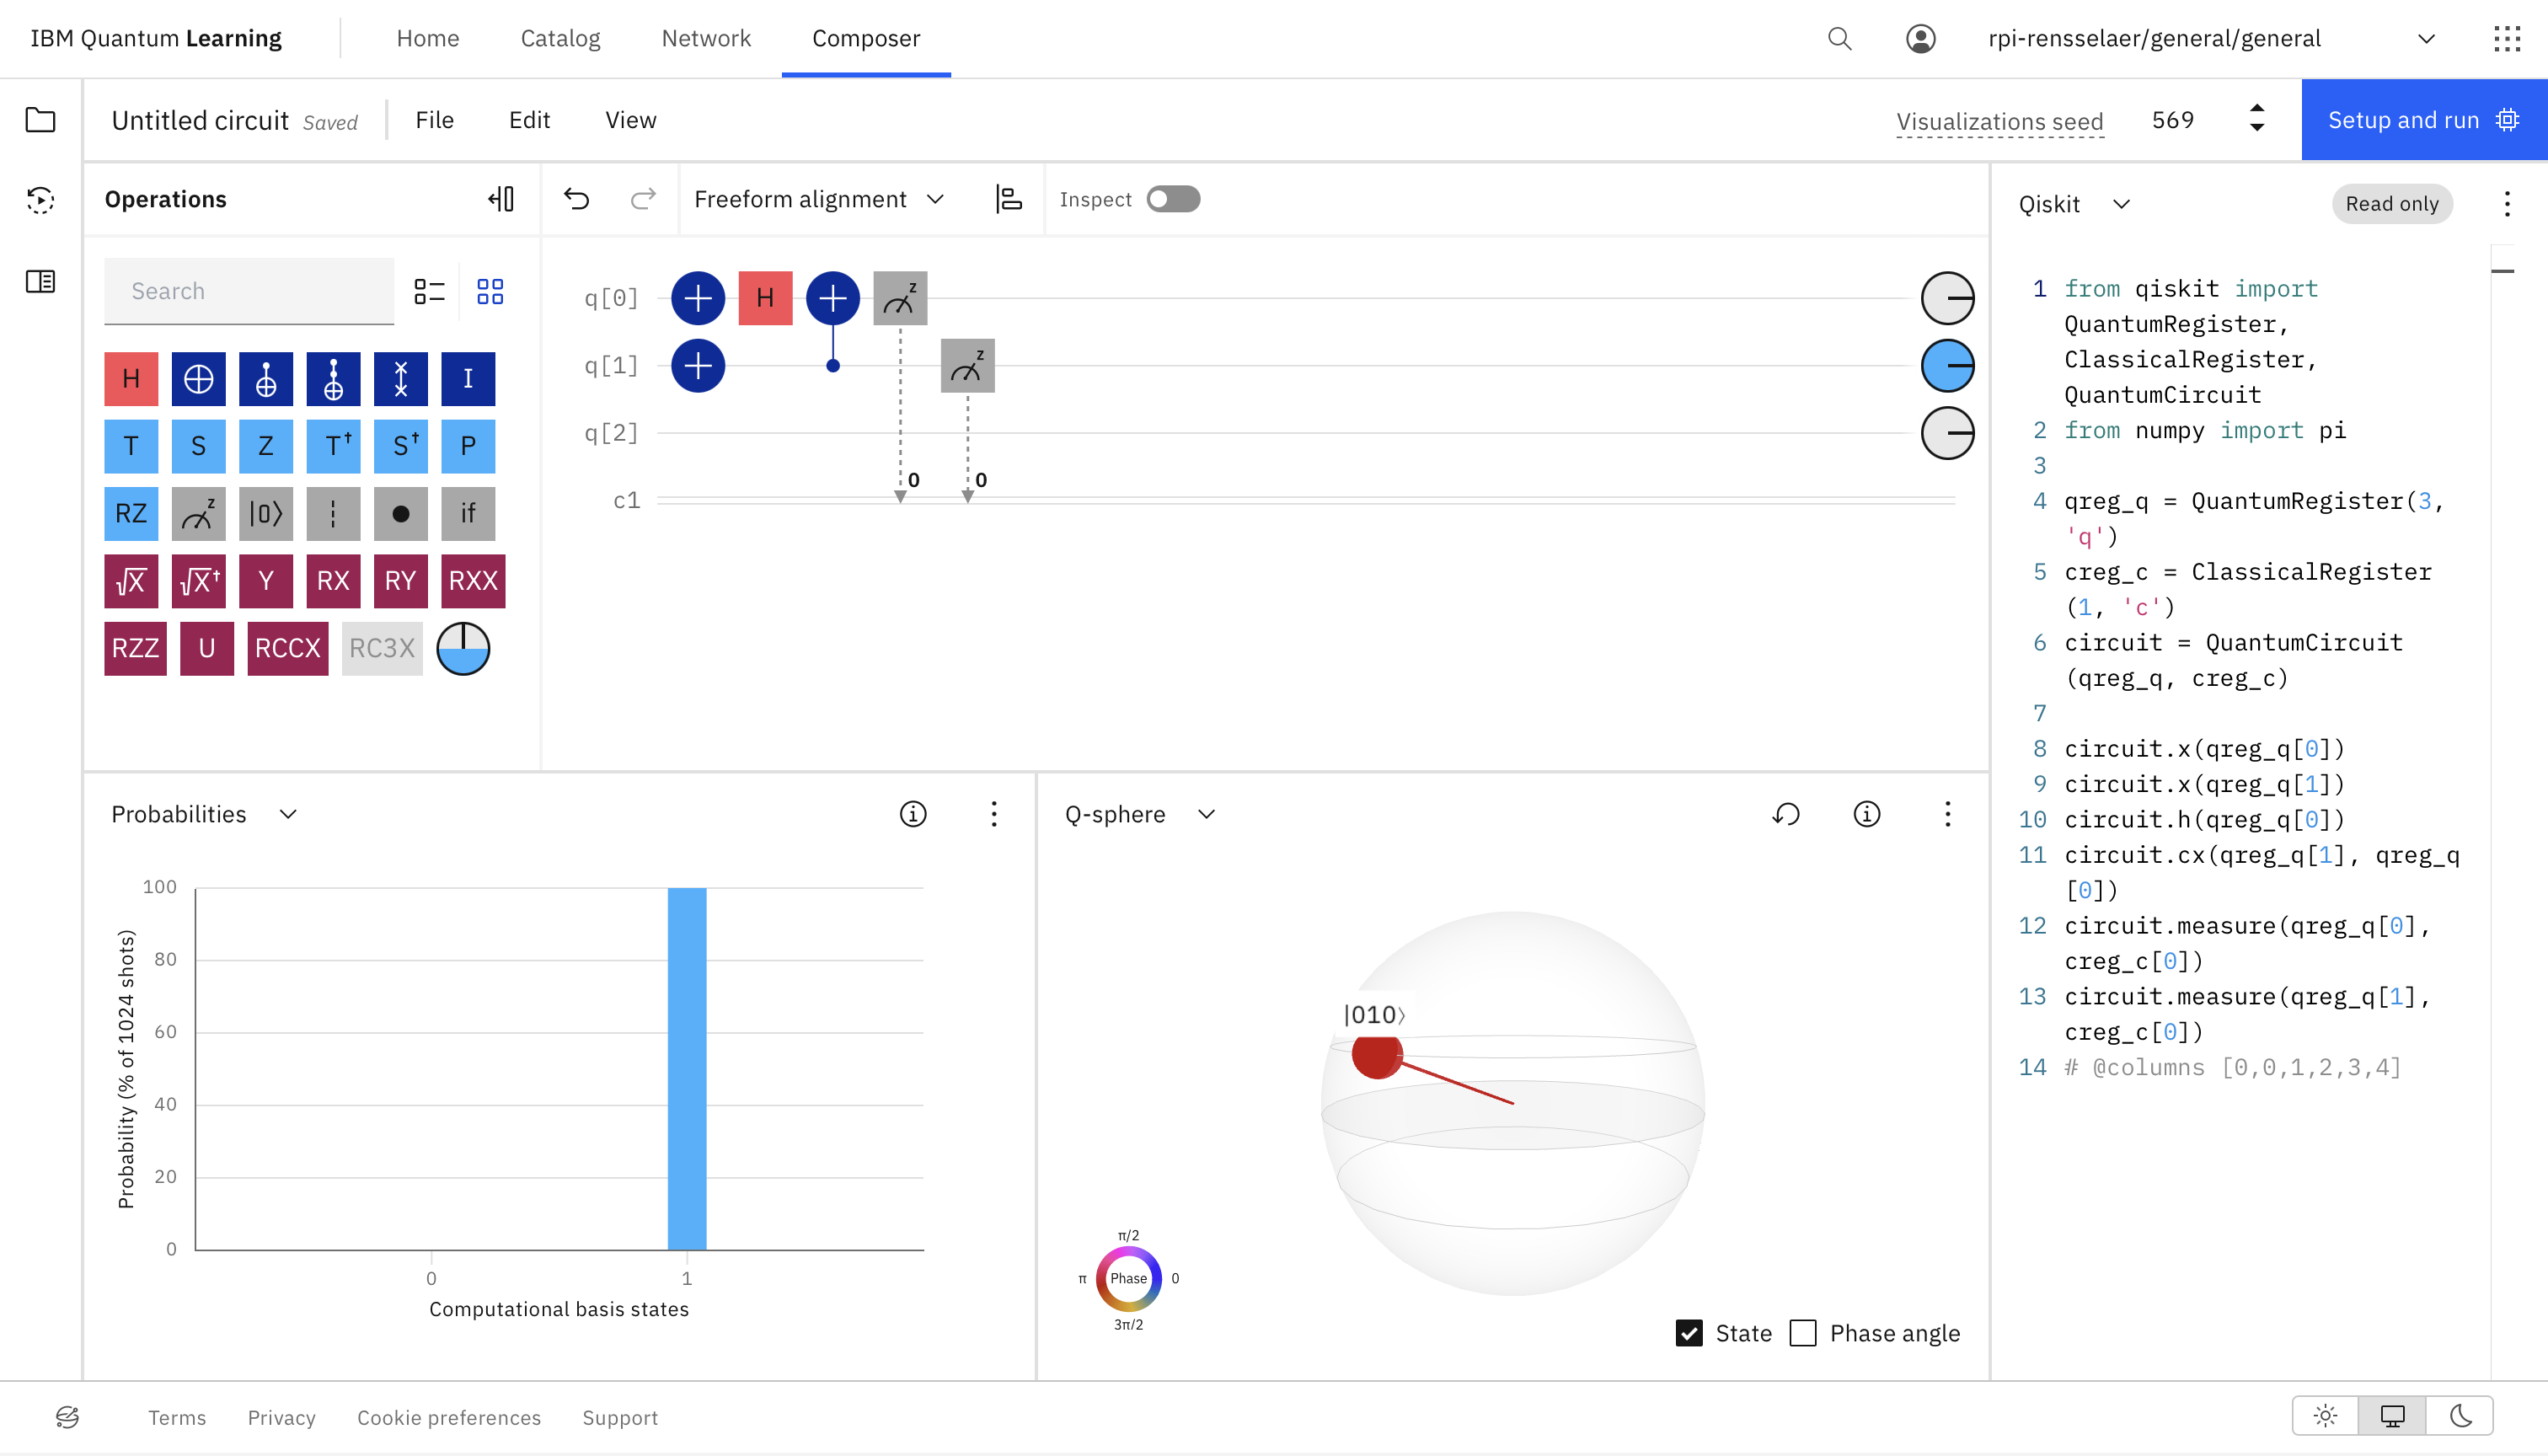 IBM Quantum Learning
Home
Catalog
Network
Composer
rpi-rensselaer/general/general
Untitled circuit Saved
File
Edit
View
Visualizations seed
569
Setup and run
Operations
Freeform alignment
Inspect
Search
H
I
T S Z T† S† P
RZ z |0⟩ if
√X √X† Y RX RY RXX
RZZ U RCCX RC3X
q[0] H z
q[1] z
q[2]
0 0
c1
Qiskit
Read only
1 from qiskit import
QuantumRegister,
ClassicalRegister,
QuantumCircuit
2 from numpy import pi
3
4 qreg_q = QuantumRegister(3,
'q')
5 creg_c = ClassicalRegister
(1, 'c')
6 circuit = QuantumCircuit
(qreg_q, creg_c)
7
8 circuit.x(qreg_q[0])
9 circuit.x(qreg_q[1])
10 circuit.h(qreg_q[0])
11 circuit.cx(qreg_q[1], qreg_q
[0])
12 circuit.measure(qreg_q[0],
creg_c[0])
13 circuit.measure(qreg_q[1],
creg_c[0])
14 # @columns [0,0,1,2,3,4]
Probabilities
Probability (% of 1024 shots)
100
80
60
40
20
0
0 1
Computational basis states
Q-sphere
|010⟩
π/2
π Phase 0
3π/2
State
Phase angle
Terms
Privacy
Cookie preferences
Support